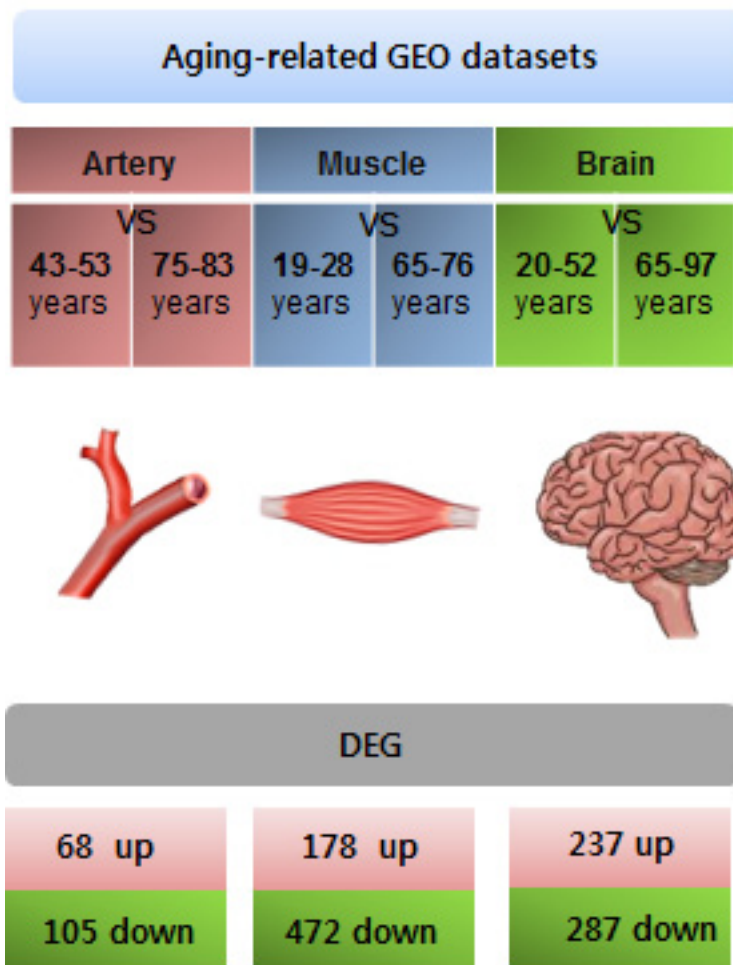 Aging-related GEO datasets
Artery Muscle Brain
VS VS VS
43-53 75-83 19-28 65-76 20-52 65-97
years years years years years years
DEG
68 up 178 up 237 up
105 down 472 down 287 down